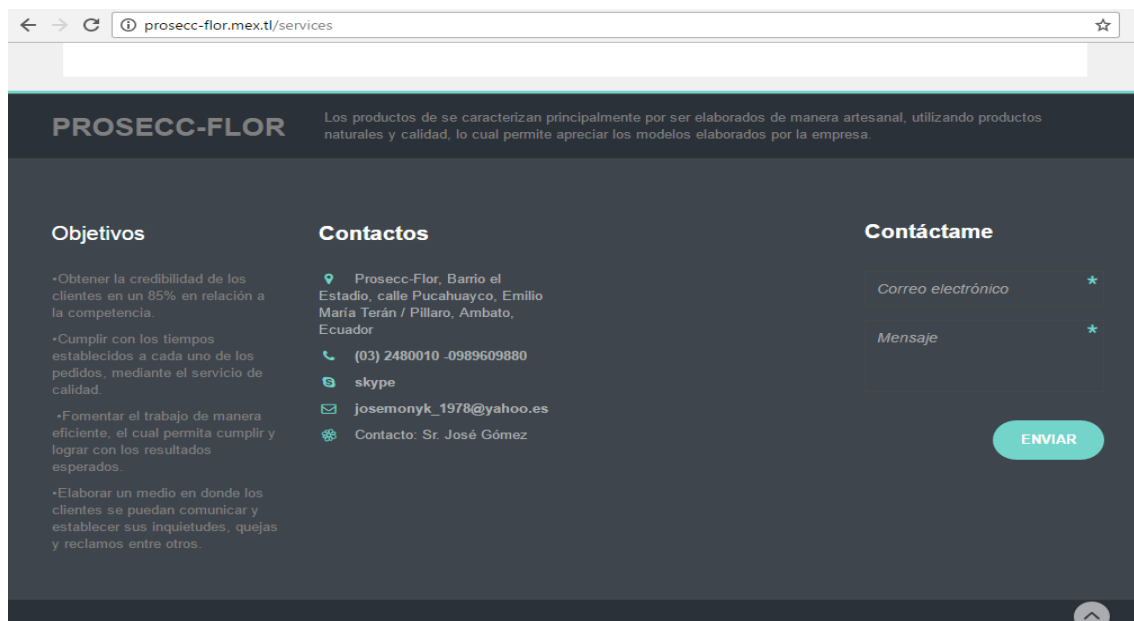 prosecc-flor.mex.tl/services
PROSECC-FLOR
Los productos de se caracterizan principalmente por ser elaborados de manera artesanal, utilizando productos
naturales y calidad, lo cual permite apreciar los modelos elaborados por la empresa.
Objetivos
•Obtener la credibilidad de los
clientes en un 85% en relación a
la competencia.
•Cumplir con los tiempos
establecidos a cada uno de los
pedidos, mediante el servicio de
calidad.
•Fomentar el trabajo de manera
eficiente, el cual permita cumplir y
lograr con los resultados
esperados.
•Elaborar un medio en donde los
clientes se puedan comunicar y
establecer sus inquietudes, quejas
y reclamos entre otros.
Contactos
Prosecc-Flor, Barrio el
Estadio, calle Pucahuayco, Emilio
María Terán / Pillaro, Ambato,
Ecuador
(03) 2480010 -0989609880
skype
josemonyk_1978@yahoo.es
Contacto: Sr. José Gómez
Contáctame
Correo electrónico *
Mensaje *
ENVIAR